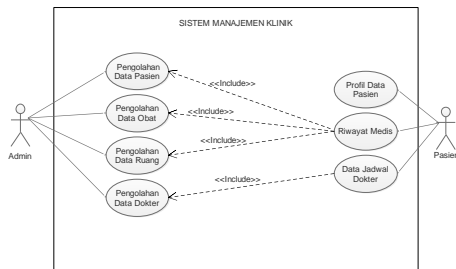 SISTEM MANAJEMEN KLINIK
Pengolahan
Data Pasien
<<Include>>
Profil Data
Pasien
Pengolahan
Data Obat
<<Include>>
Riwayat Medis
Admin
Pasien
Pengolahan
Data Ruang
<<Include>>
Data Jadwal
Dokter
<<Include>>
Pengolahan
Data Dokter